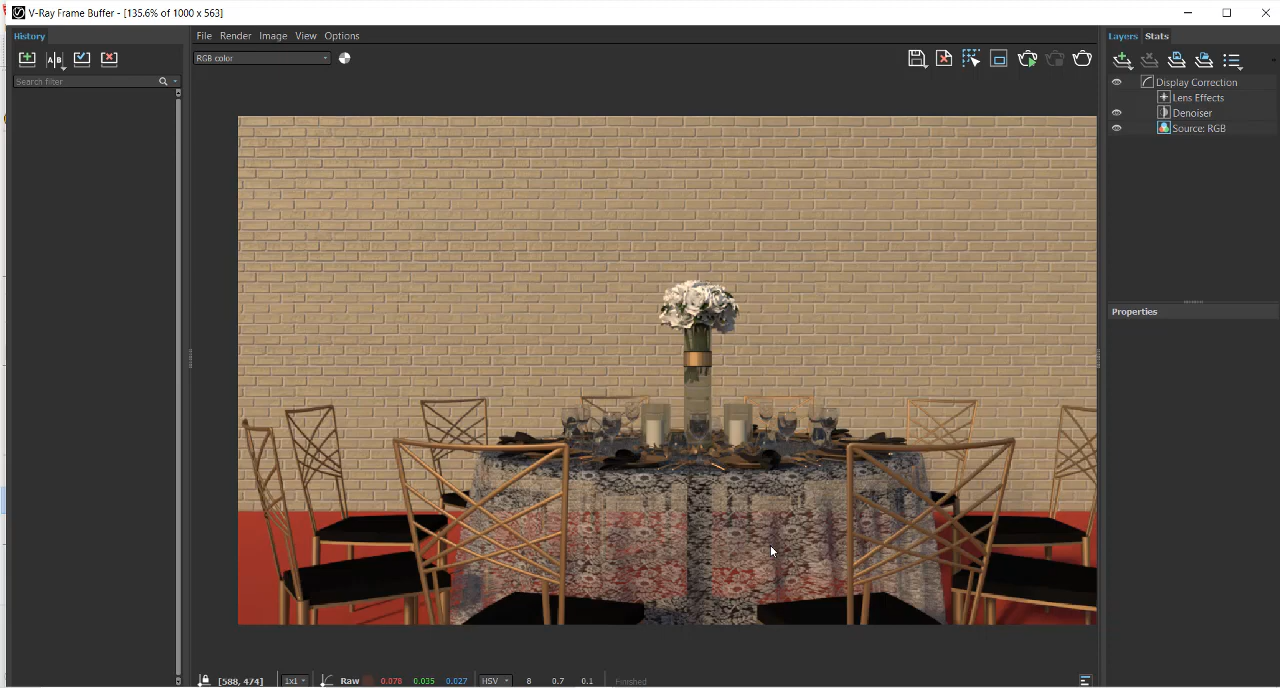 V-Ray Frame Buffer - [135.6% of 1000 x 563]
History
File Render Image View Options
Layers Stats
RGB color
Search filter
Display Correction
Lens Effects
Denoiser
Source: RGB
Properties
[588, 474] 1x1 Raw 0.078 0.035 0.027 HSV 8 0.7 0.1 Finished